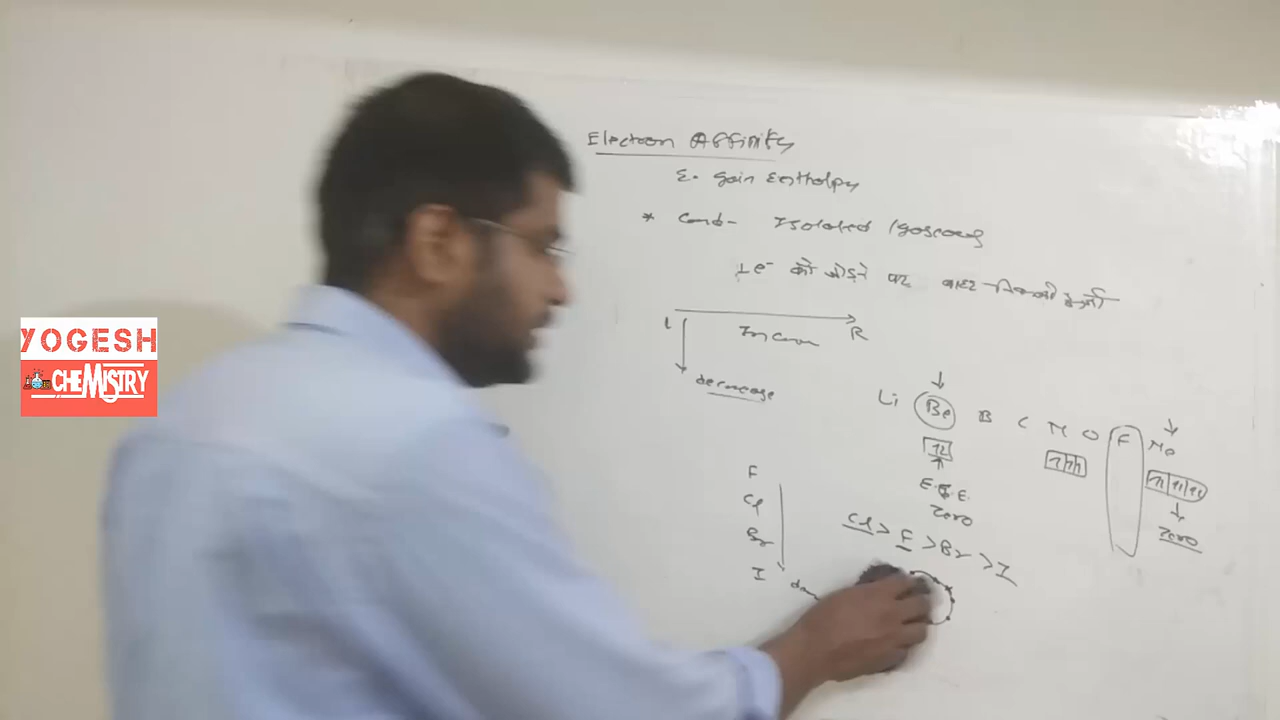 Electron Affinity
E. gain Enthalpy
* Cond- Isolated gaseous
1e⁻ को जोड़ने पर बाहर निकली ऊर्जा
L R
Increase
decrease
Li Be B C N O F Ne
E.G.E.
Zero
Zero
F
Cl
Br
I
Cl > F > Br > I
YOGESH
CHEMISTRY